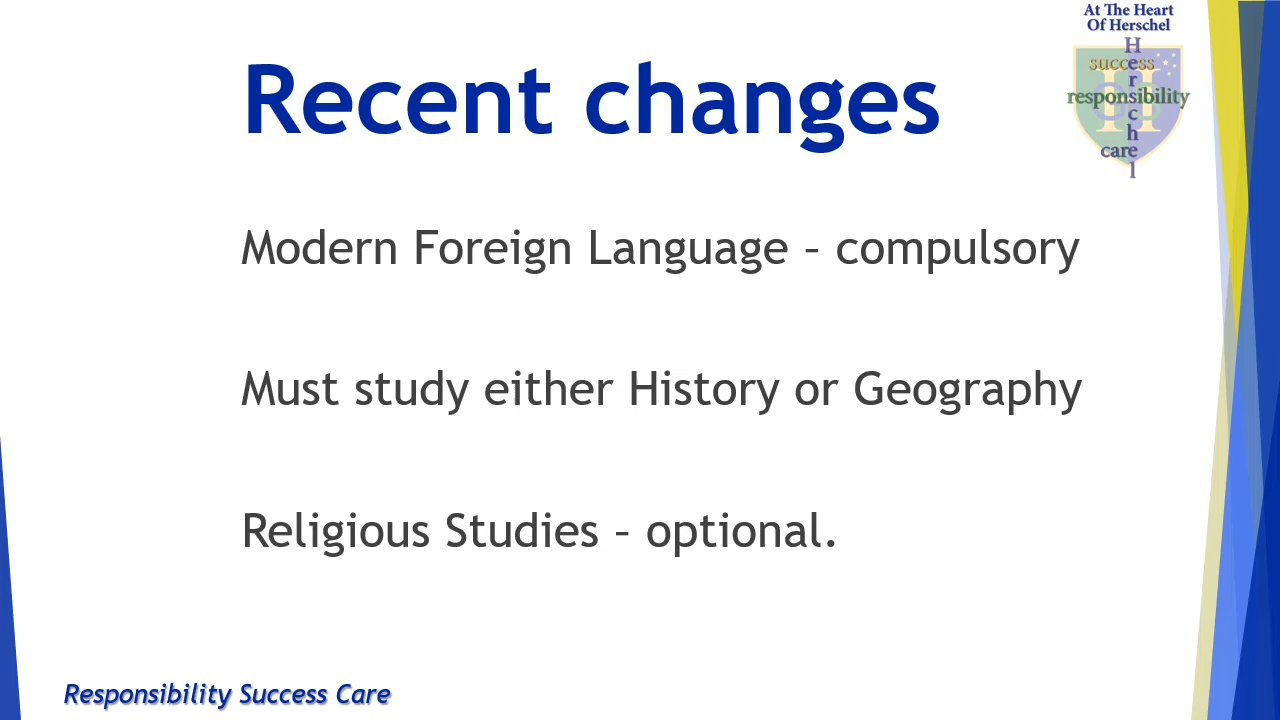 At The Heart
Of Herschel
Herschel
success
responsibility
care
Recent changes
Modern Foreign Language – compulsory
Must study either History or Geography
Religious Studies – optional.
Responsibility Success Care